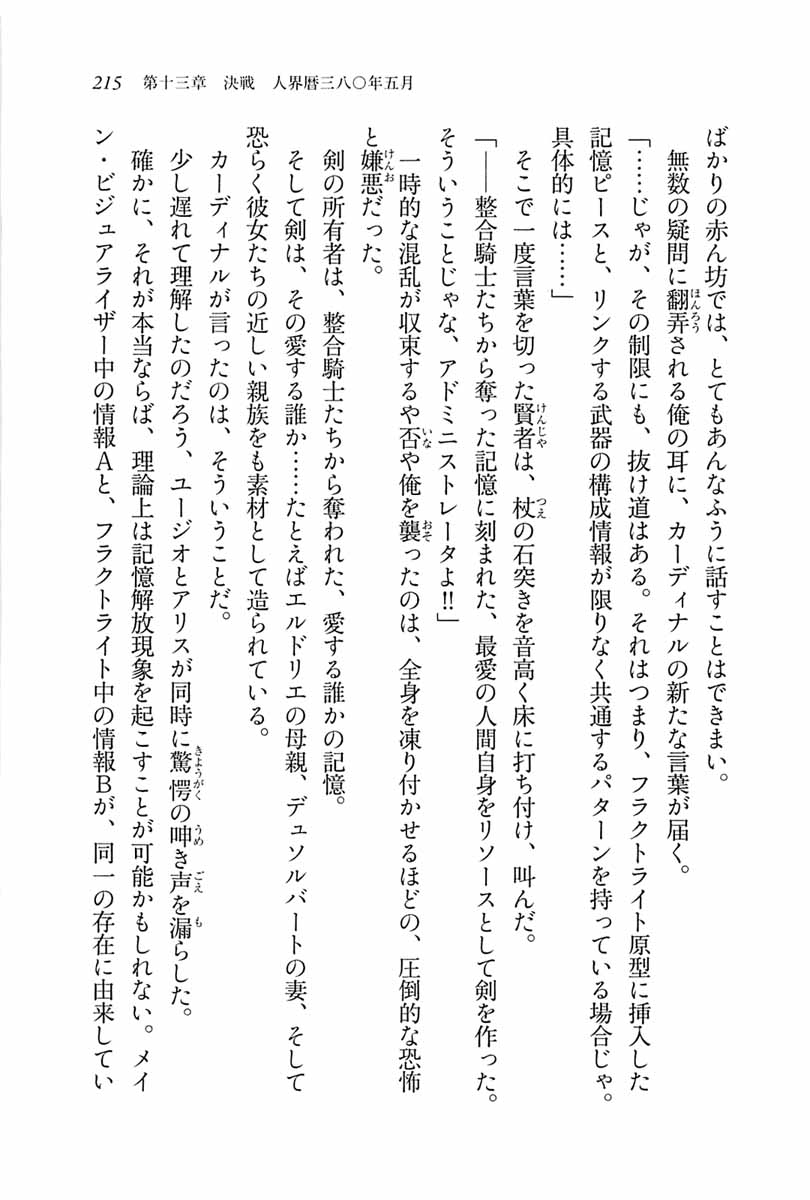 215　第十三章　決戦　人界暦三八〇年五月
ばかりの赤ん坊では、とてもあんなふうに話すことはできまい。
　無数の疑問に翻弄される俺の耳に、カーディナルの新たな言葉が届く。
「……じゃが、その制限にも、抜け道はある。それはつまり、フラクトライト原型に挿入した
記憶ピースと、リンクする武器の構成情報が限りなく共通するパターンを持っている場合じゃ。
具体的には……」
　そこで一度言葉を切った賢者は、杖の石突きを音高く床に打ち付け、叫んだ。
「――整合騎士たちから奪った記憶に刻まれた、最愛の人間自身をリソースとして剣を作った。
そういうことじゃな、アドミニストレータよ!!」
　一時的な混乱が収束するや否や俺を襲ったのは、全身を凍り付かせるほどの、圧倒的な恐怖
と嫌悪だった。
　剣の所有者は、整合騎士たちから奪われた、愛する誰かの記憶。
　そして剣は、その愛する誰か……たとえばエルドリエの母親、デュソルバートの妻、そして
恐らく彼女たちの近しい親族をも素材として造られている。
　カーディナルが言ったのは、そういうことだ。
　少し遅れて理解したのだろう、ユージオとアリスが同時に驚愕の呻き声を漏らした。
　確かに、それが本当ならば、理論上は記憶解放現象を起こすことが可能かもしれない。メイ
ン・ビジュアライザー中の情報Ａと、フラクトライト中の情報Ｂが、同一の存在に由来してい